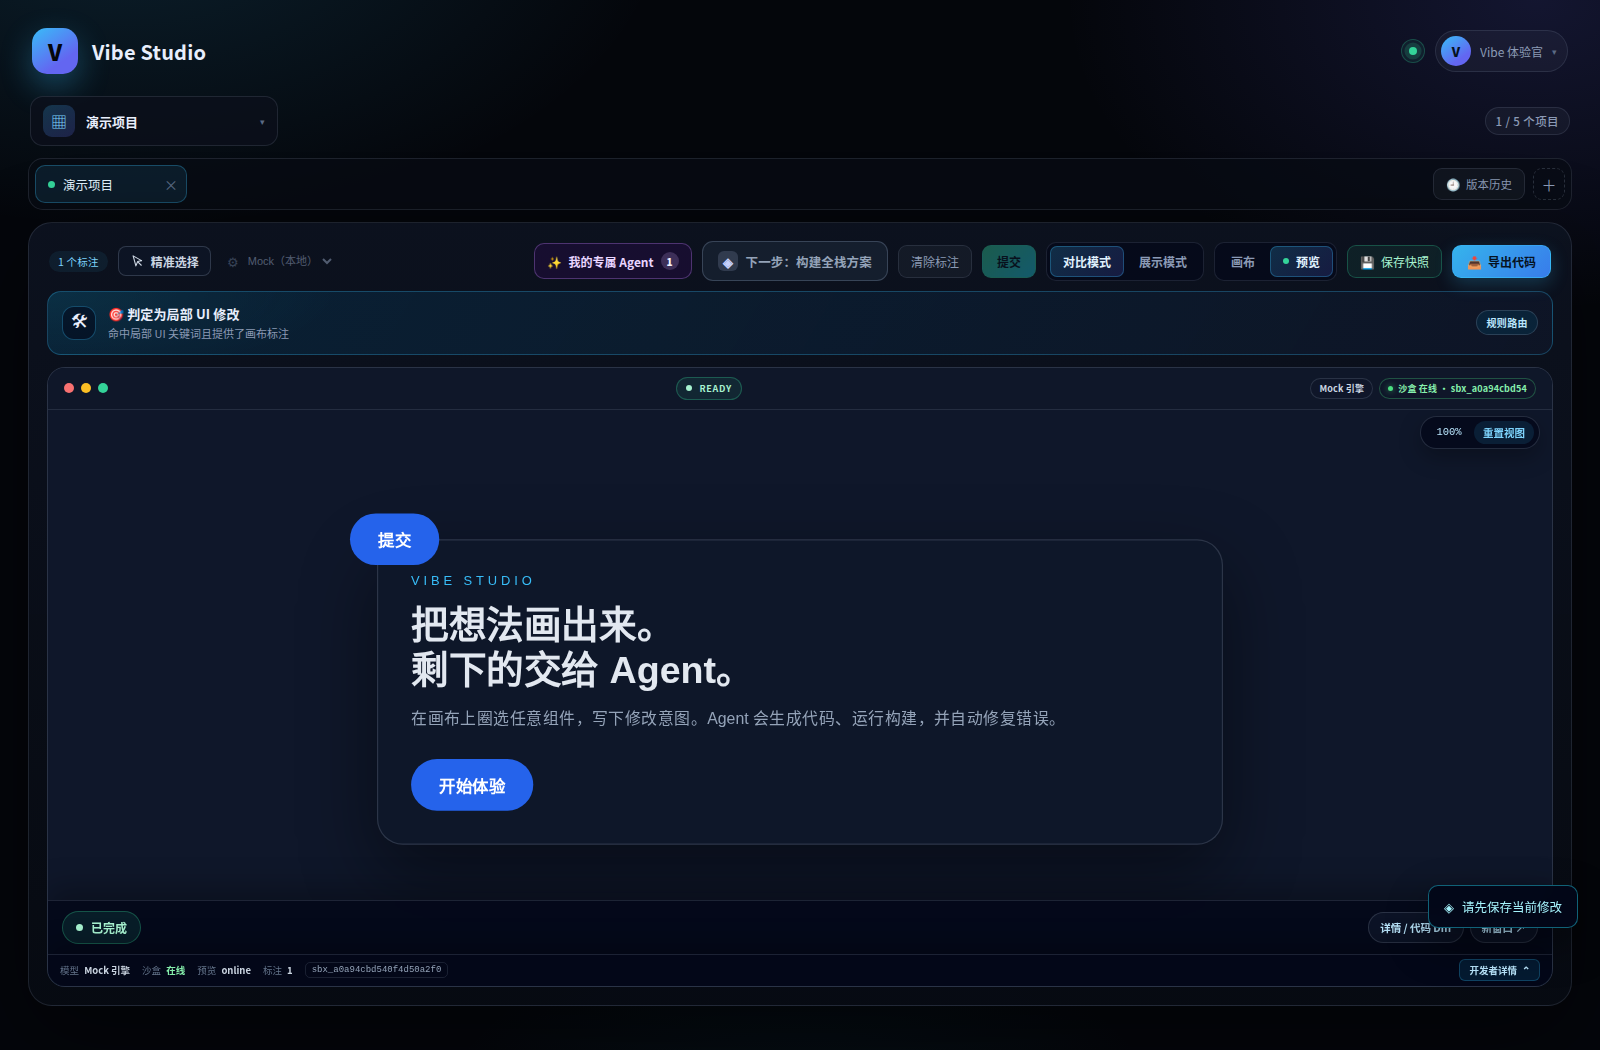 V Vibe Studio
V Vibe 体验官
演示项目
1 / 5 个项目
演示项目
版本历史
1 个标注
精准选择
Mock（本地）
我的专属 Agent 1
下一步：构建全栈方案
清除标注
提交
对比模式
展示模式
画布
预览
保存快照
导出代码
判定为局部 UI 修改
命中局部 UI 关键词且提供了画布标注
规则路由
READY
Mock 引擎
沙盒 在线 · sbx_a0a94cbd54
100%
重置视图
提交
VIBE STUDIO
把想法画出来。
剩下的交给 Agent。
在画布上圈选任意组件，写下修改意图。Agent 会生成代码、运行构建，并自动修复错误。
开始体验
请先保存当前修改
已完成
详情 / 代码 Diff
新窗口 ↗
模型 Mock 引擎 沙盒 在线 预览 online 标注 1 sbx_a0a94cbd540f4d50a2f0
开发者详情